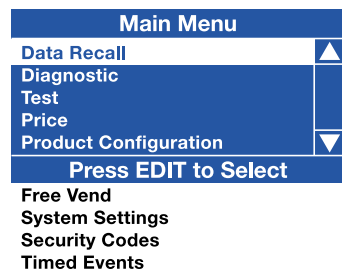 Main Menu
Data Recall
Diagnostic
Test
Price
Product Configuration
Press EDIT to Select
Free Vend
System Settings
Security Codes
Timed Events